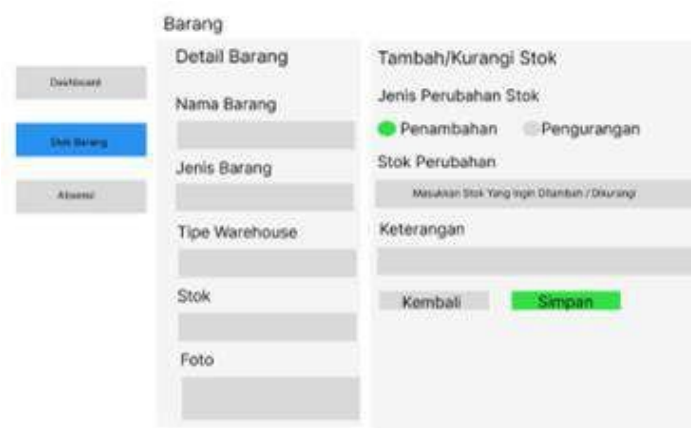 Barang
Dashboard
Stok Barang
Absensi
Detail Barang
Nama Barang
Jenis Barang
Tipe Warehouse
Stok
Foto
Tambah/Kurangi Stok
Jenis Perubahan Stok
Penambahan Pengurangan
Stok Perubahan
Masukkan Stok Yang Ingin Ditambah / Dikurangi
Keterangan
Kembali Simpan